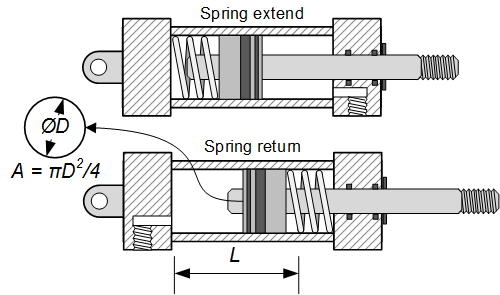 Spring extend
ØD
Spring return
A = πD²/4
L